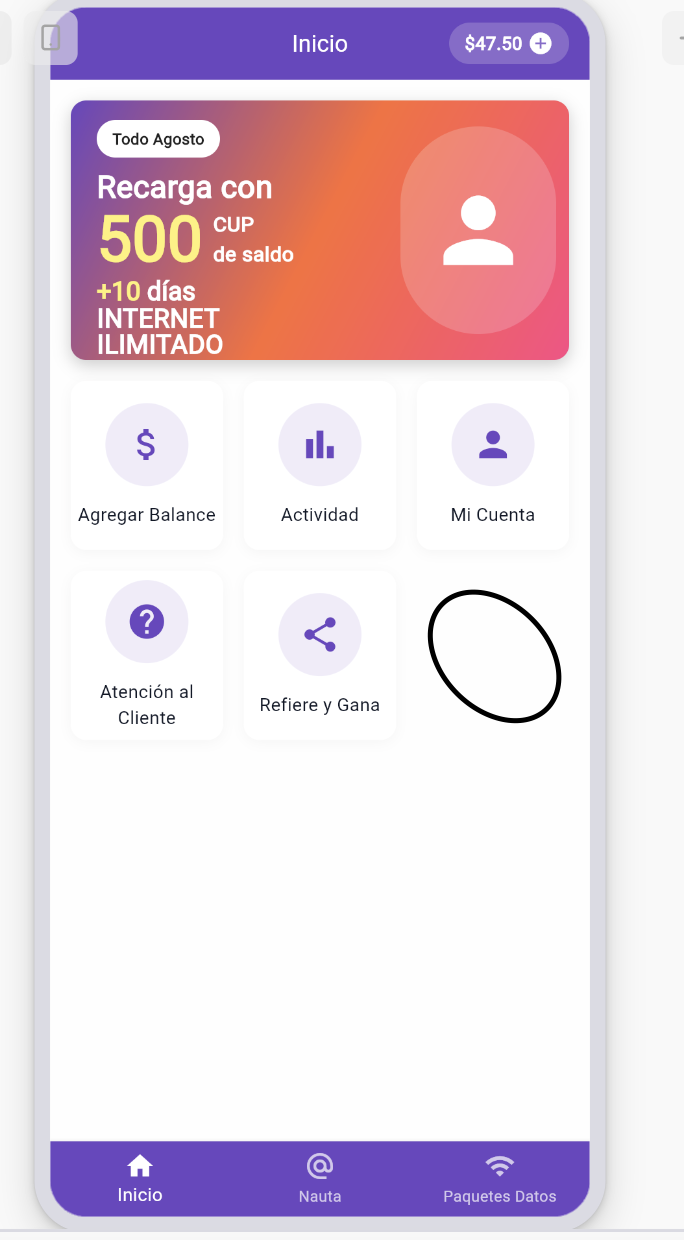 Inicio
$47.50
Todo Agosto
Recarga con
500 CUP
de saldo
+10 días
INTERNET
ILIMITADO
Agregar Balance
Actividad
Mi Cuenta
Atención al
Cliente
Refiere y Gana
Inicio
Nauta
Paquetes Datos